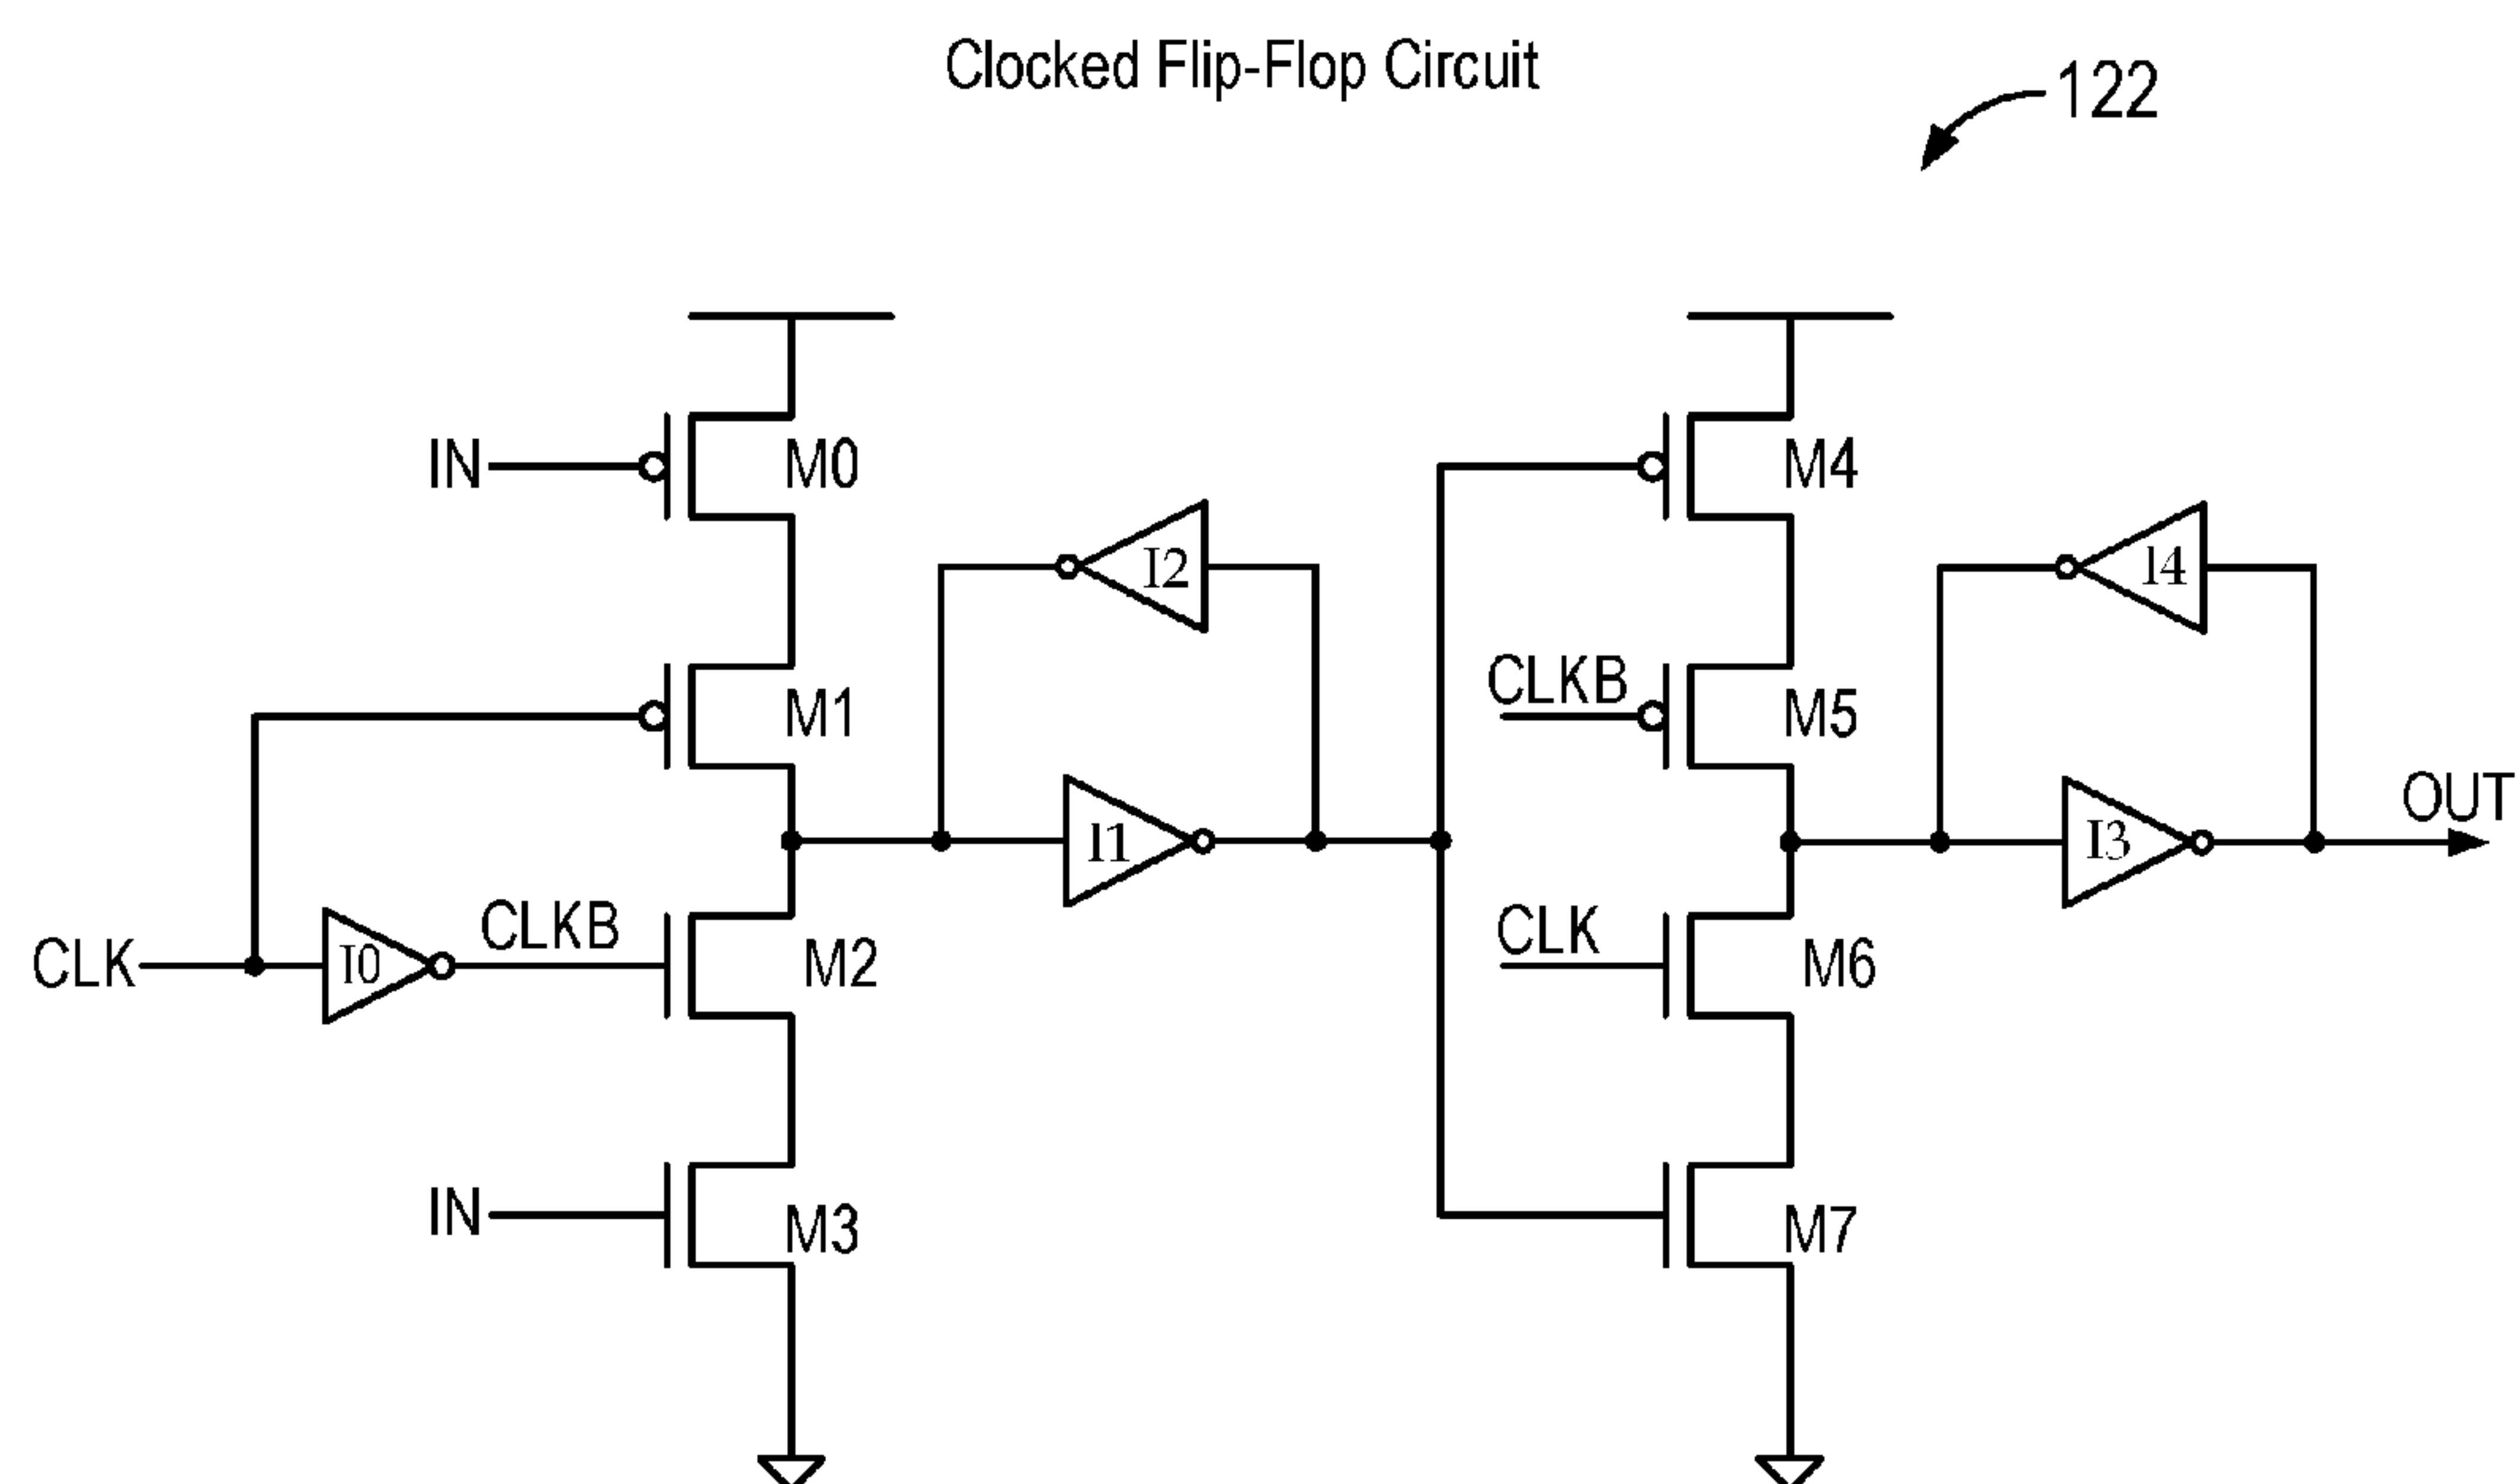 Clocked Flip-Flop Circuit
122
IN
M0
M4
I2
I4
CLKB
M1
M5
OUT
I1
I3
CLKB
CLK
CLK
I0
M2
M6
IN
M3
M7